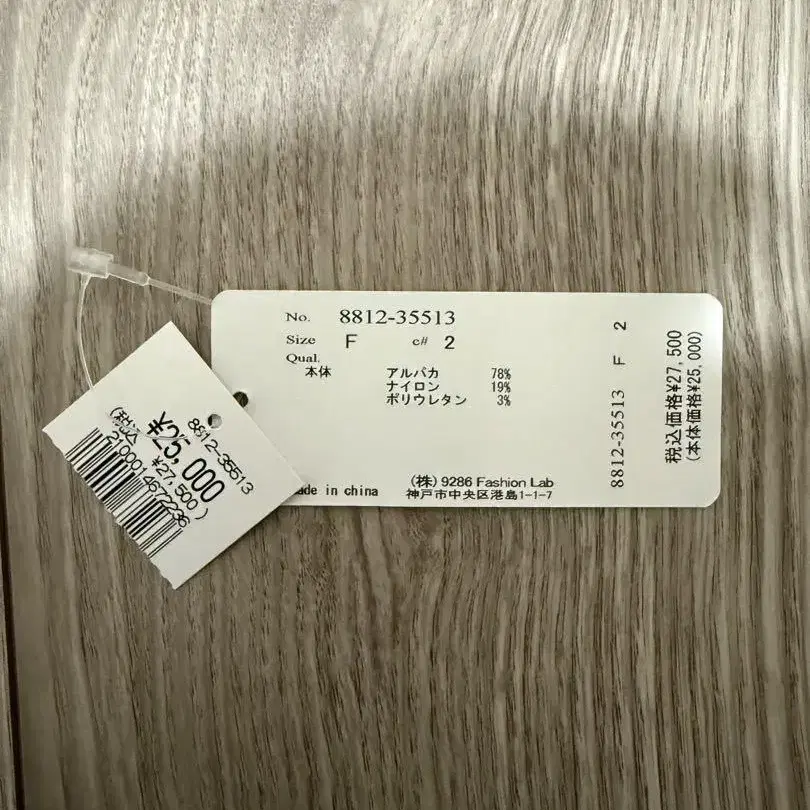 No. 8812-35513
Size F c# 2
Qual.
本体 アルパカ 78%
ナイロン 19%
ポリウレタン 3%
ade in china
(株) 9286 Fashion Lab
神戸市中央区港島1-1-7
8812-35513 F 2
税込価格¥27,500
(本体価格¥25,000)
8812-35513
¥25,000
(税込 ¥27,500)
2100014672236